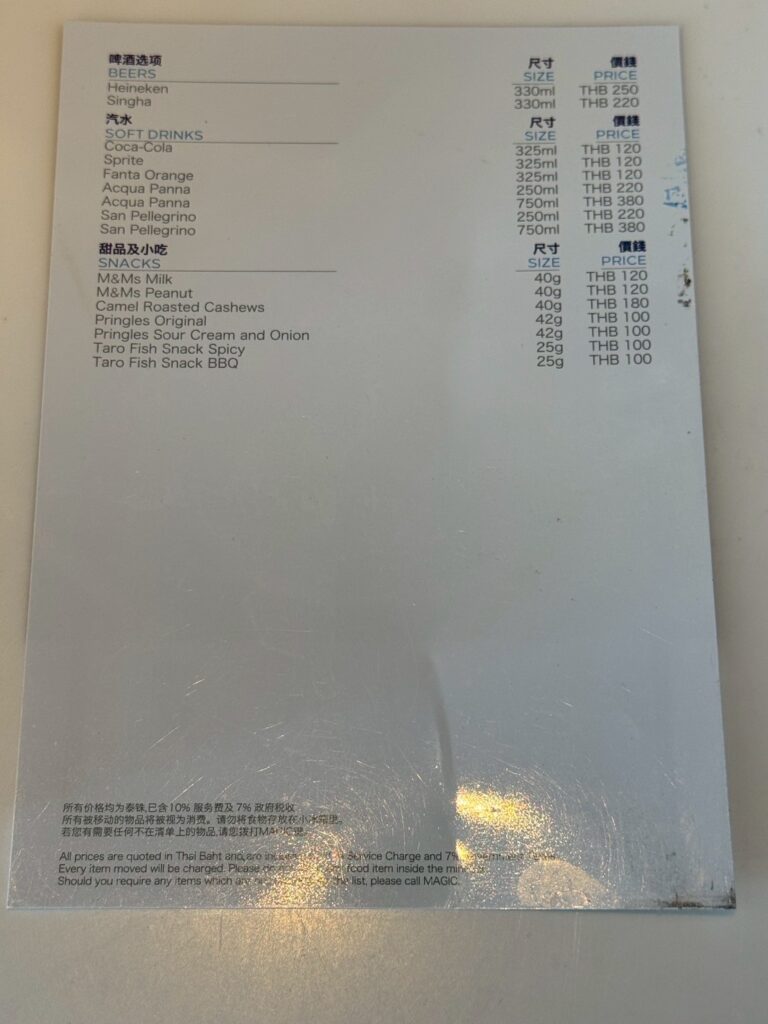 啤酒选项 尺寸 價錢
BEERS SIZE PRICE
Heineken 330ml THB 250
Singha 330ml THB 220
汽水 尺寸 價錢
SOFT DRINKS SIZE PRICE
Coca-Cola 325ml THB 120
Sprite 325ml THB 120
Fanta Orange 325ml THB 120
Acqua Panna 250ml THB 220
Acqua Panna 750ml THB 380
San Pellegrino 250ml THB 220
San Pellegrino 750ml THB 380
甜品及小吃 尺寸 價錢
SNACKS SIZE PRICE
M&Ms Milk 40g THB 120
M&Ms Peanut 40g THB 120
Camel Roasted Cashews 40g THB 180
Pringles Original 42g THB 100
Pringles Sour Cream and Onion 42g THB 100
Taro Fish Snack Spicy 25g THB 100
Taro Fish Snack BBQ 25g THB 100
所有价格均为泰铢,已含10% 服务费及 7% 政府税收
所有被移动的物品将被视为消费。请勿将食物存放在小冰箱里。
若您有需要任何不在清单上的物品,请您拨打MAGIC里。
All prices are quoted in Thai Baht and are Service Charge and 7%
Every item moved will be charged. Please food item inside the
Should you require any items which are the list, please call MAGIC.